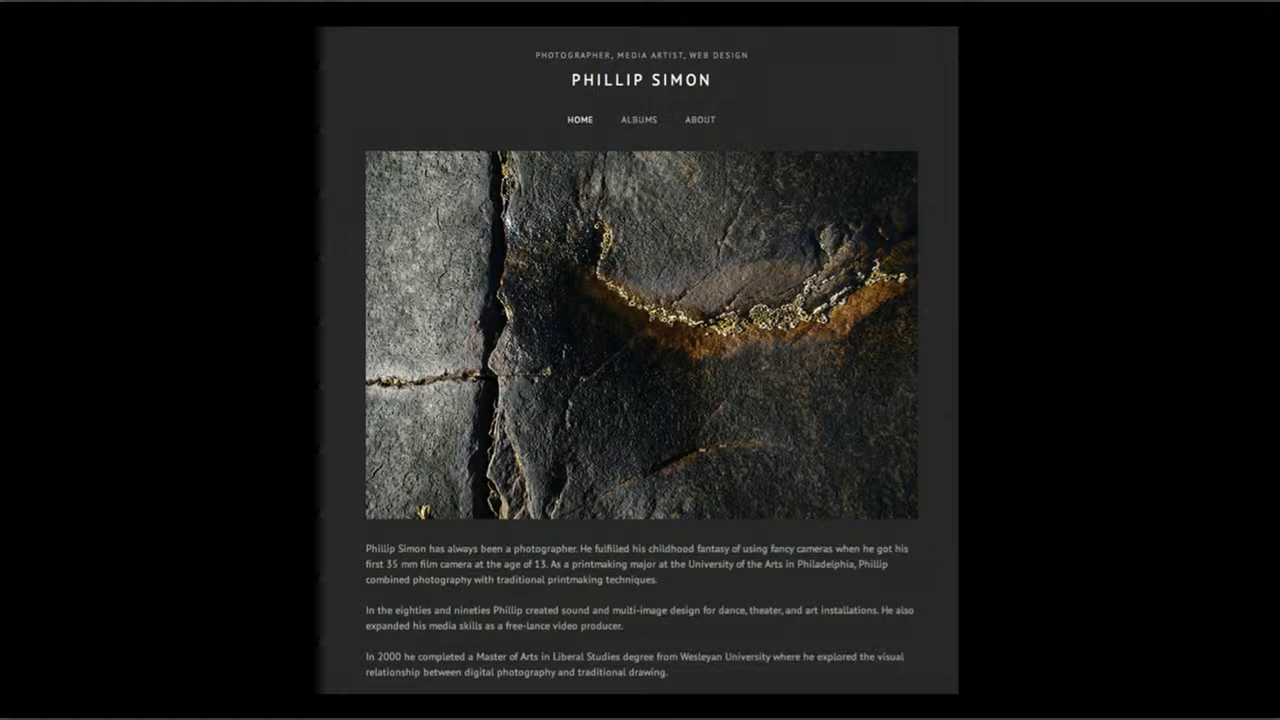 PHOTOGRAPHER, MEDIA ARTIST, WEB DESIGN
PHILLIP SIMON
HOME ALBUMS ABOUT
Phillip Simon has always been a photographer. He fulfilled his childhood fantasy of using fancy cameras when he got his
first 35 mm film camera at the age of 13. As a printmaking major at the University of the Arts in Philadelphia, Phillip
combined photography with traditional printmaking techniques.
In the eighties and nineties Phillip created sound and multi-image design for dance, theater, and art installations. He also
expanded his media skills as a free-lance video producer.
In 2000 he completed a Master of Arts in Liberal Studies degree from Wesleyan University where he explored the visual
relationship between digital photography and traditional drawing.